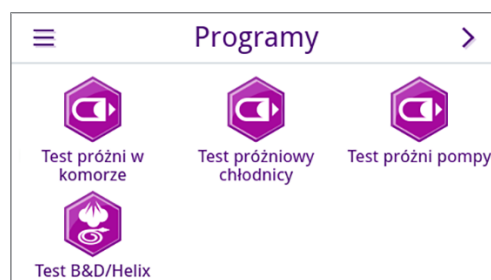 Programy
Test próżni w
komorze
Test próżniowy
chłodnicy
Test próżni pompy
Test B&D/Helix